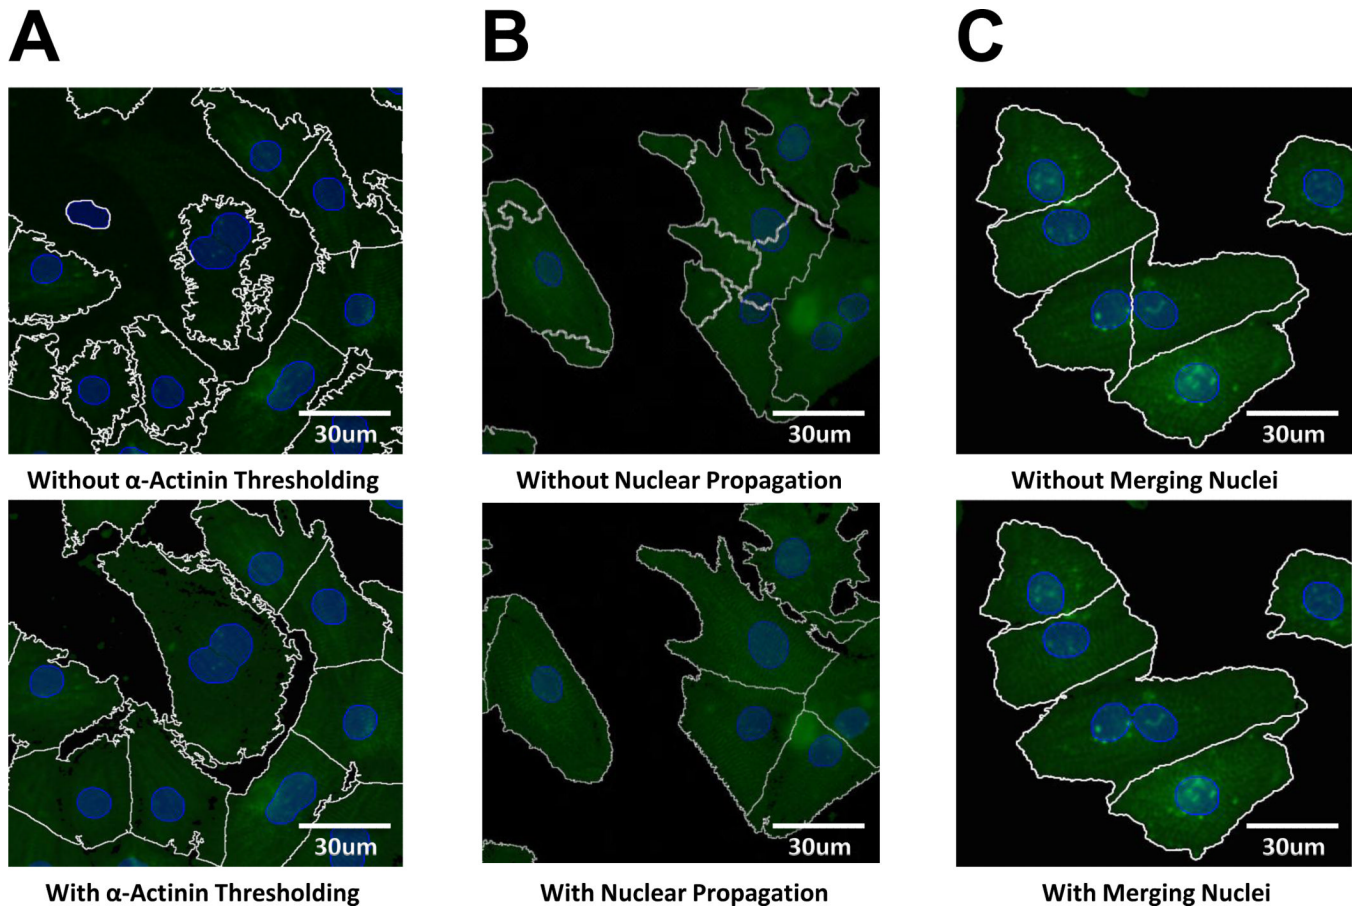 A B C
30um 30um 30um
Without α-Actinin Thresholding Without Nuclear Propagation Without Merging Nuclei
30um 30um 30um
With α-Actinin Thresholding With Nuclear Propagation With Merging Nuclei